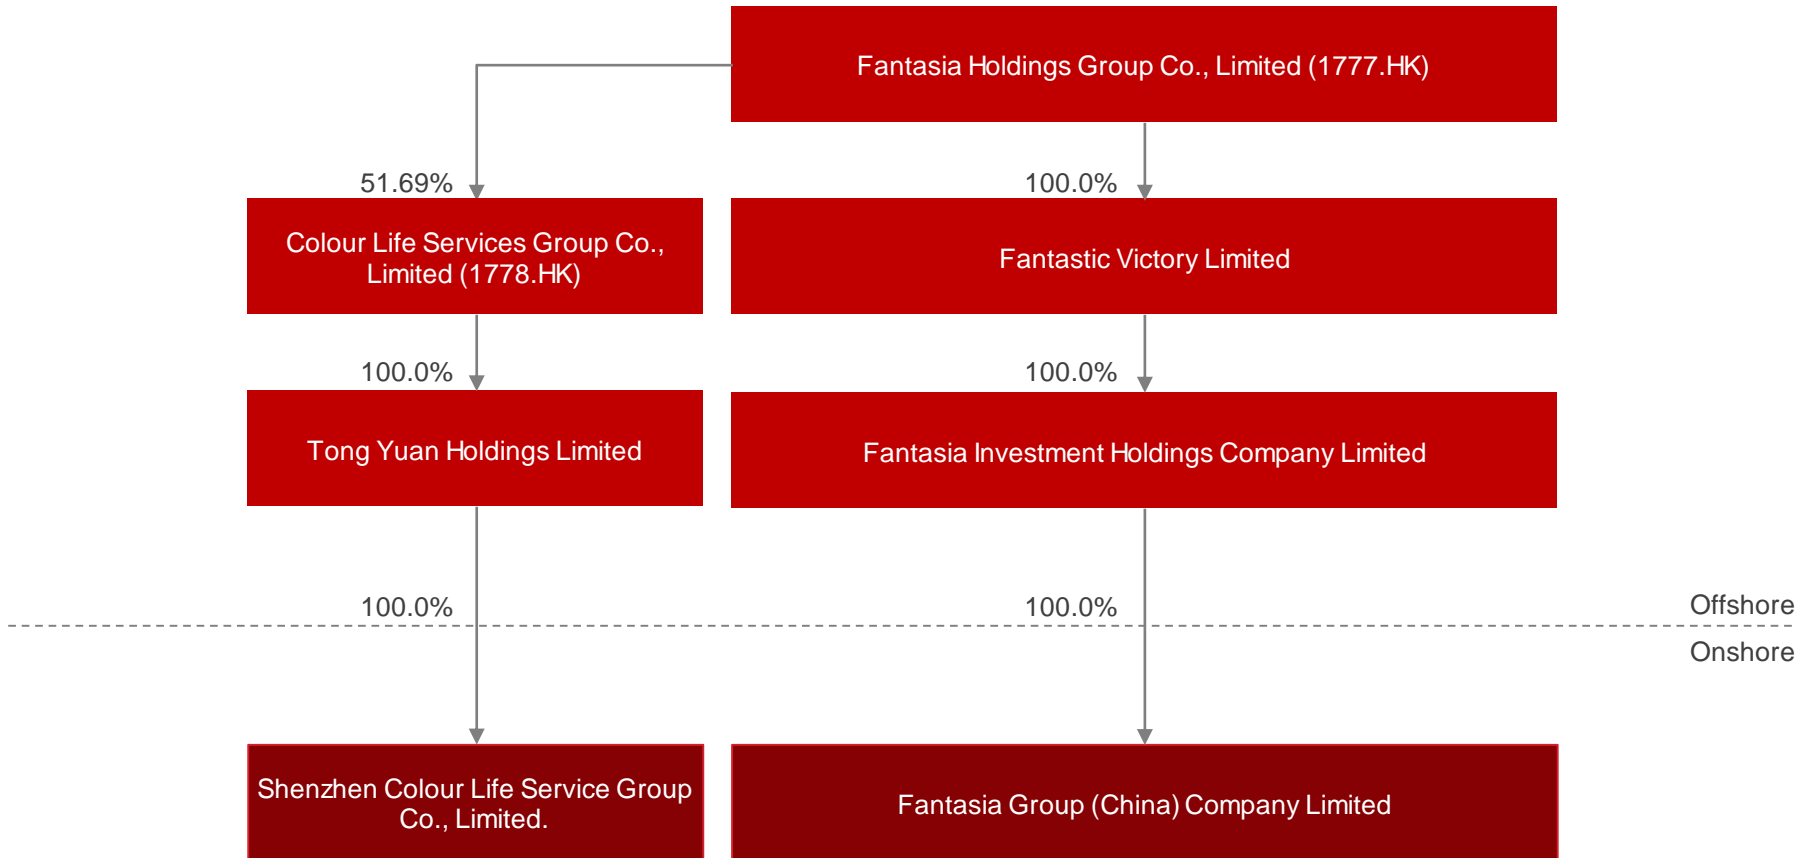 Fantasia Holdings Group Co., Limited (1777.HK)
51.69%
100.0%
Colour Life Services Group Co.,
Limited (1778.HK)
Fantastic Victory Limited
100.0%
100.0%
Tong Yuan Holdings Limited
Fantasia Investment Holdings Company Limited
100.0%
100.0%
Offshore
Onshore
Shenzhen Colour Life Service Group
Co., Limited.
Fantasia Group (China) Company Limited